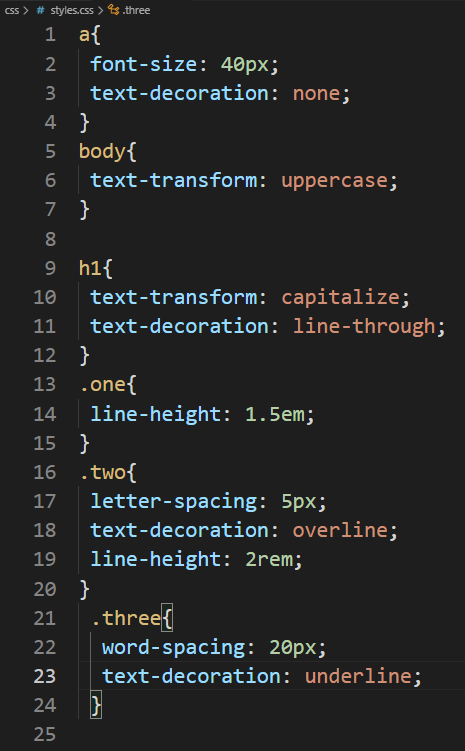 css > # styles.css > .three
1 a{
2 font-size: 40px;
3 text-decoration: none;
4 }
5 body{
6 text-transform: uppercase;
7 }
8
9 h1{
10 text-transform: capitalize;
11 text-decoration: line-through;
12 }
13 .one{
14 line-height: 1.5em;
15 }
16 .two{
17 letter-spacing: 5px;
18 text-decoration: overline;
19 line-height: 2rem;
20 }
21 .three{
22 word-spacing: 20px;
23 text-decoration: underline;
24 }
25